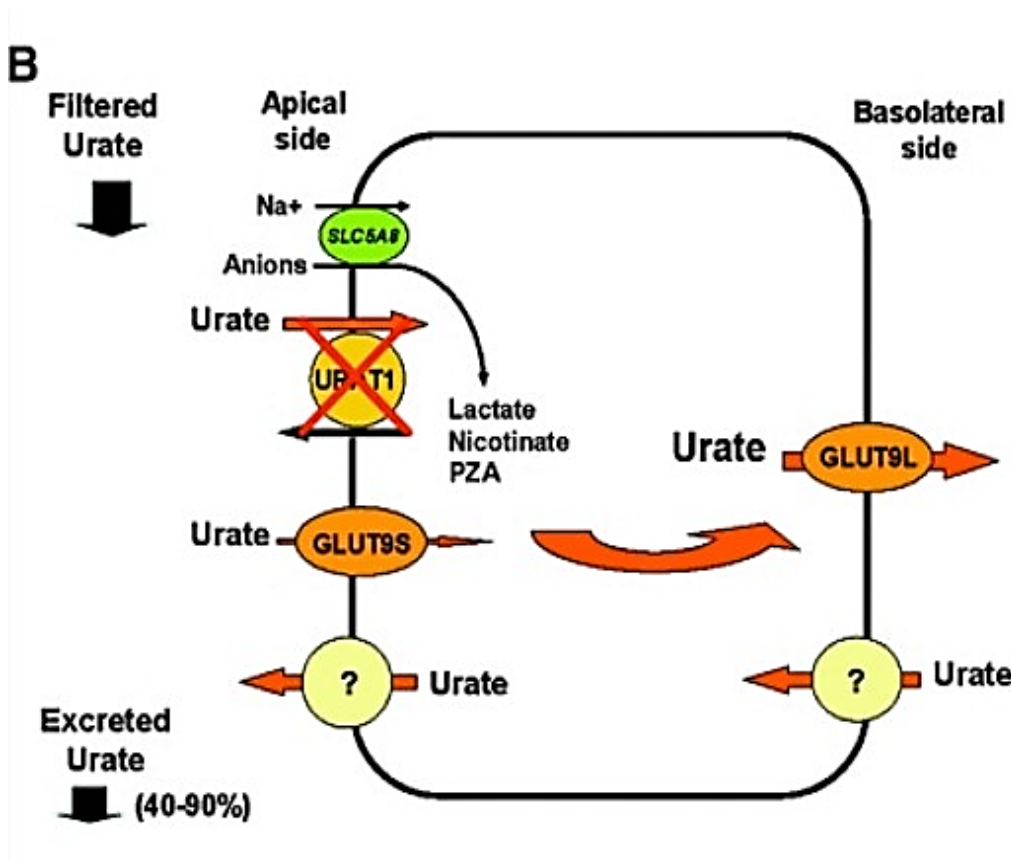 B
Filtered
Urate
Apical
side
Basolateral
side
Na+
SLC5A8
Anions
Urate
URAT1
Lactate
Nicotinate
PZA
Urate
GLUT9L
Urate
GLUT9S
?
Urate
?
Urate
Excreted
Urate
(40-90%)